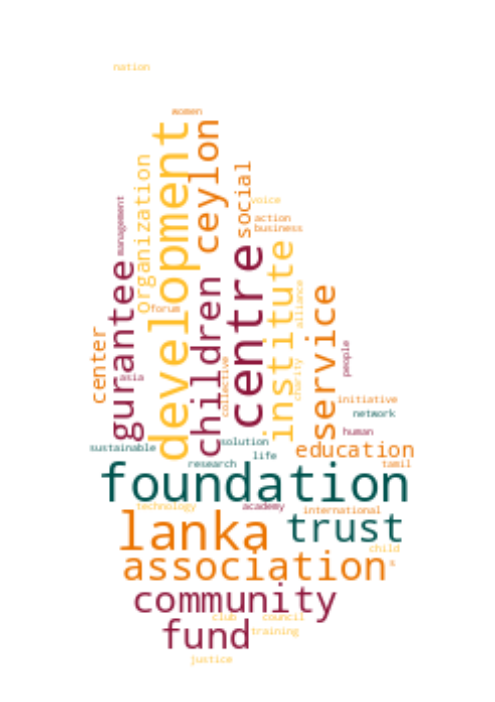 nation
women
development
ceylon
organization
social
management
voice
action
business
centre
institute
gurantee
children
alliance
service
forum
center
asia
collective
charity
people
initiative
network
human
solution
sustainable
education
life
research
tamil
foundation
technology
academy
international
lanka
trust
child
association
s
community
club
council
fund
training
justice